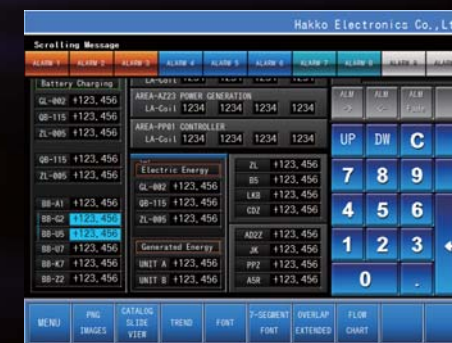 Hakko Electronics Co.,Lt
Scrolling Message
ALARM 1 ALARM 2 ALARM 3 ALARM 4 ALARM 5 ALARM 6 ALARM 7 ALARM 8 ALARM 9
Battery Charging
GL-002 +123,456
QB-115 +123,456
ZL-005 +123,456
QB-115 +123,456
ZL-005 +123,456
BB-A1 +123,456
BB-G2 +123,456
BB-U5 +123,456
BB-U7 +123,456
BB-K7 +123,456
BB-Z2 +123,456
LA-Coil
AREA-AZ23 POWER GENERATION
LA-Coil 1234 1234 1234 1234
AREA-PP01 CONTROLLER
LA-Coil 1234 1234 1234 1234
Electric Energy
GL-002 +123,456
QB-115 +123,456
ZL-005 +123,456
Generated Energy
UNIT A +123,456
UNIT B +123,456
ZL +123,456
B5 +123,456
LKB +123,456
CDZ +123,456
AD2Z +123,456
JK +123,456
PPZ +123,456
ASR +123,456
ALM -> ALM <- ALM
UP DW C
7 8 9
4 5 6
1 2 3
0 .
MENU
PNG IMAGES
CATALOG SLIDE VIEW
TREND
FONT
7-SEGMENT FONT
OVERLAP EXTENDED
FLOW CHART